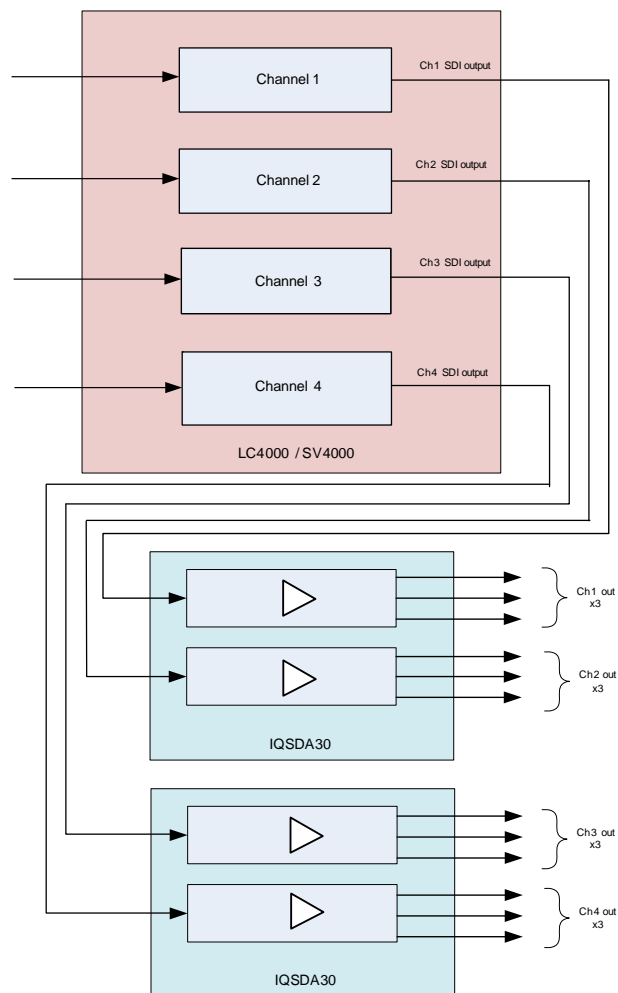 Channel 1
Ch1 SDI output
Channel 2
Ch2 SDI output
Channel 3
Ch3 SDI output
Channel 4
Ch4 SDI output
LC4000 / SV4000
Ch1 out
x3
Ch2 out
x3
IQSDA30
Ch3 out
x3
Ch4 out
x3
IQSDA30